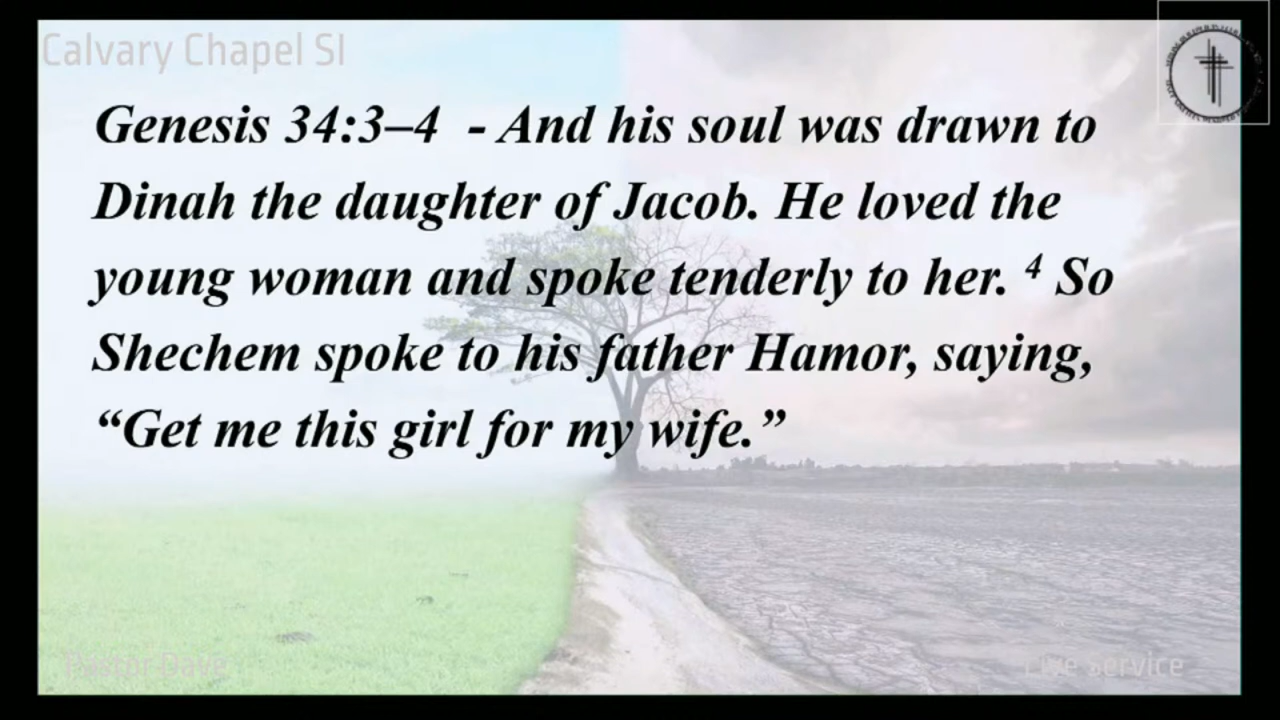 Calvary Chapel SI
Genesis 34:3–4 - And his soul was drawn to
Dinah the daughter of Jacob. He loved the
young woman and spoke tenderly to her. ⁴ So
Shechem spoke to his father Hamor, saying,
“Get me this girl for my wife.”
Pastor Dave
Live Service